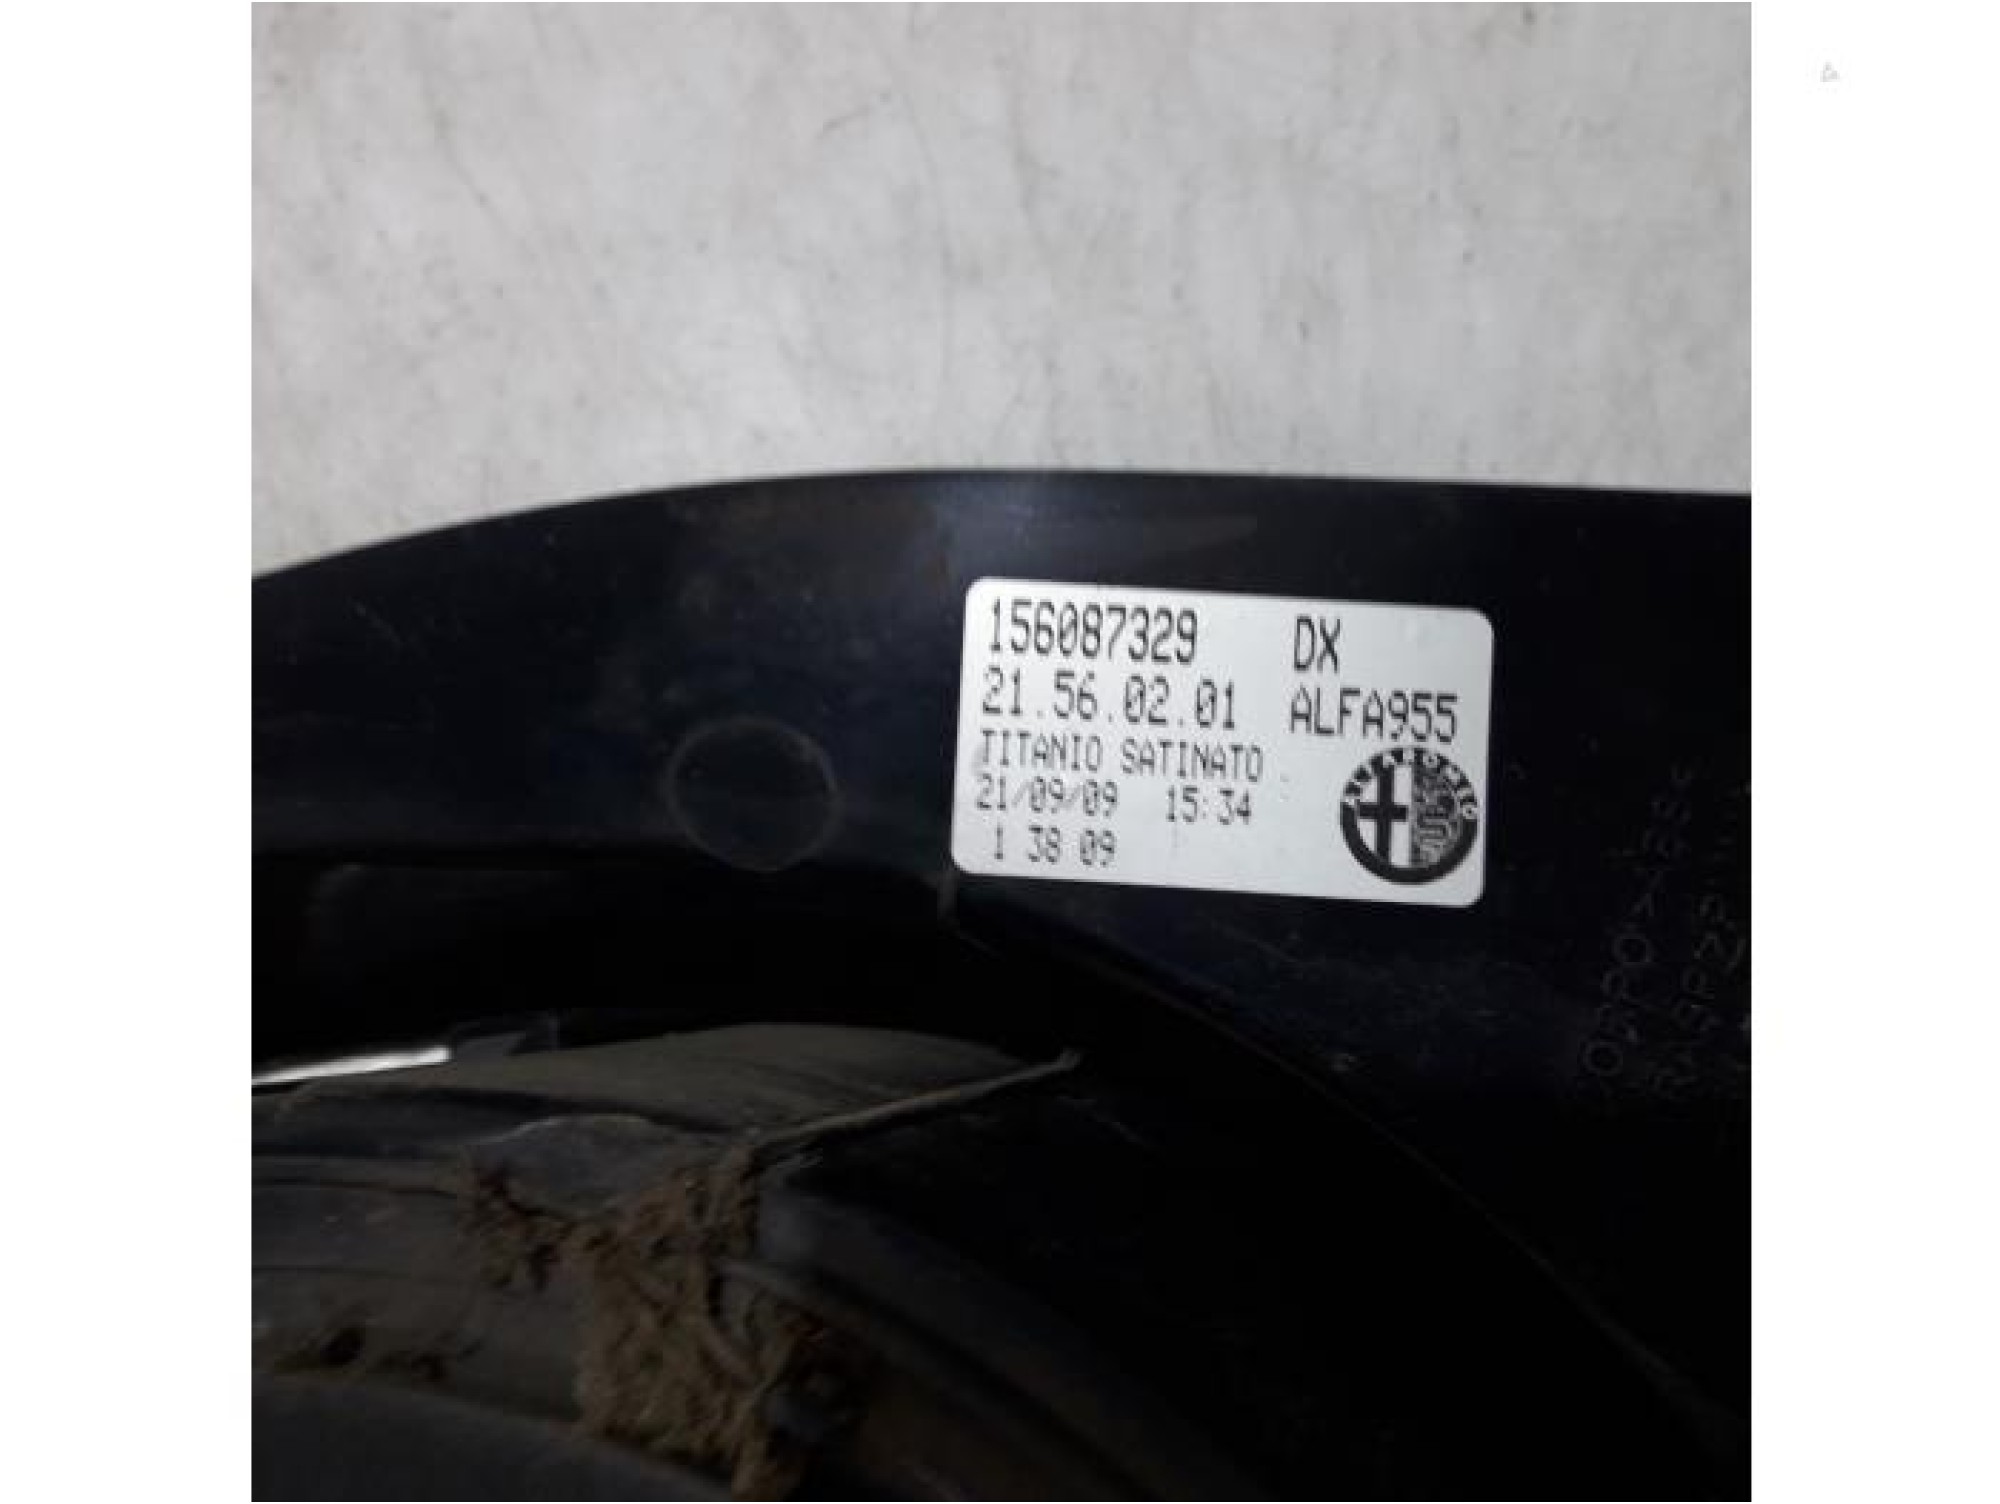 156087329 DX
21.56.02.01 ALFA955
TITANIO SATINATO
21/09/09 15:34
1 38 09